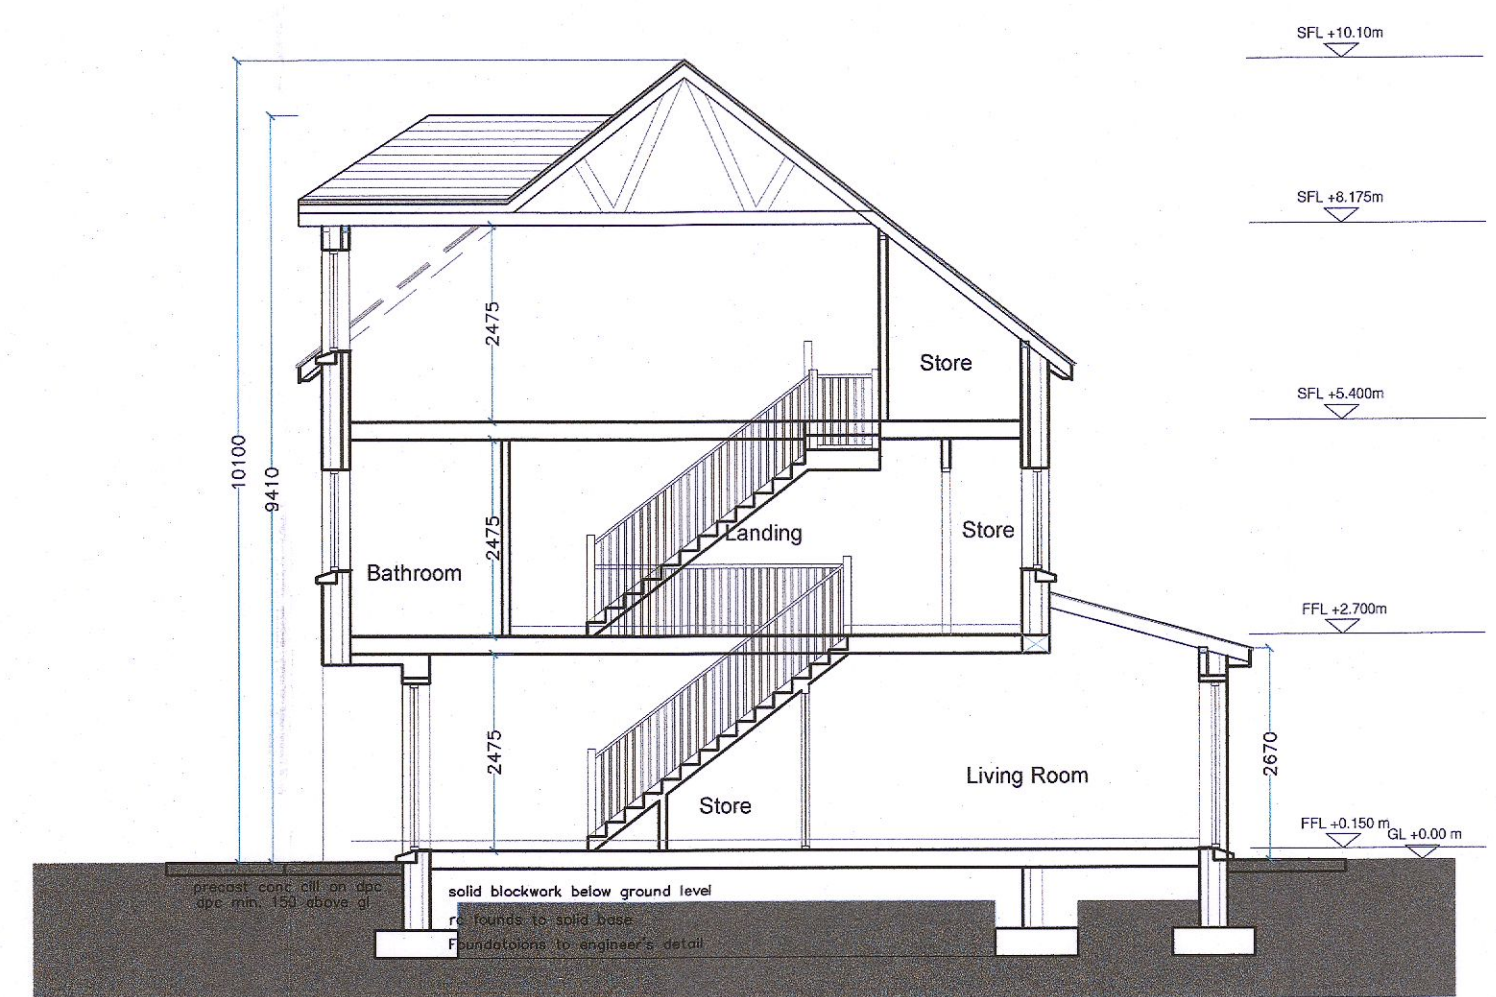 SFL +10.10m
SFL +8.175m
2475
Store
SFL +5.400m
10100
9410
2475
Landing
Store
Bathroom
FFL +2.700m
2475
2670
Living Room
Store
FFL +0.150 m
GL +0.00 m
precast conc cill on dpc
dpc min. 150 above gl
solid blockwork below ground level
rc founds to solid base
Foundatoions to engineer's detail